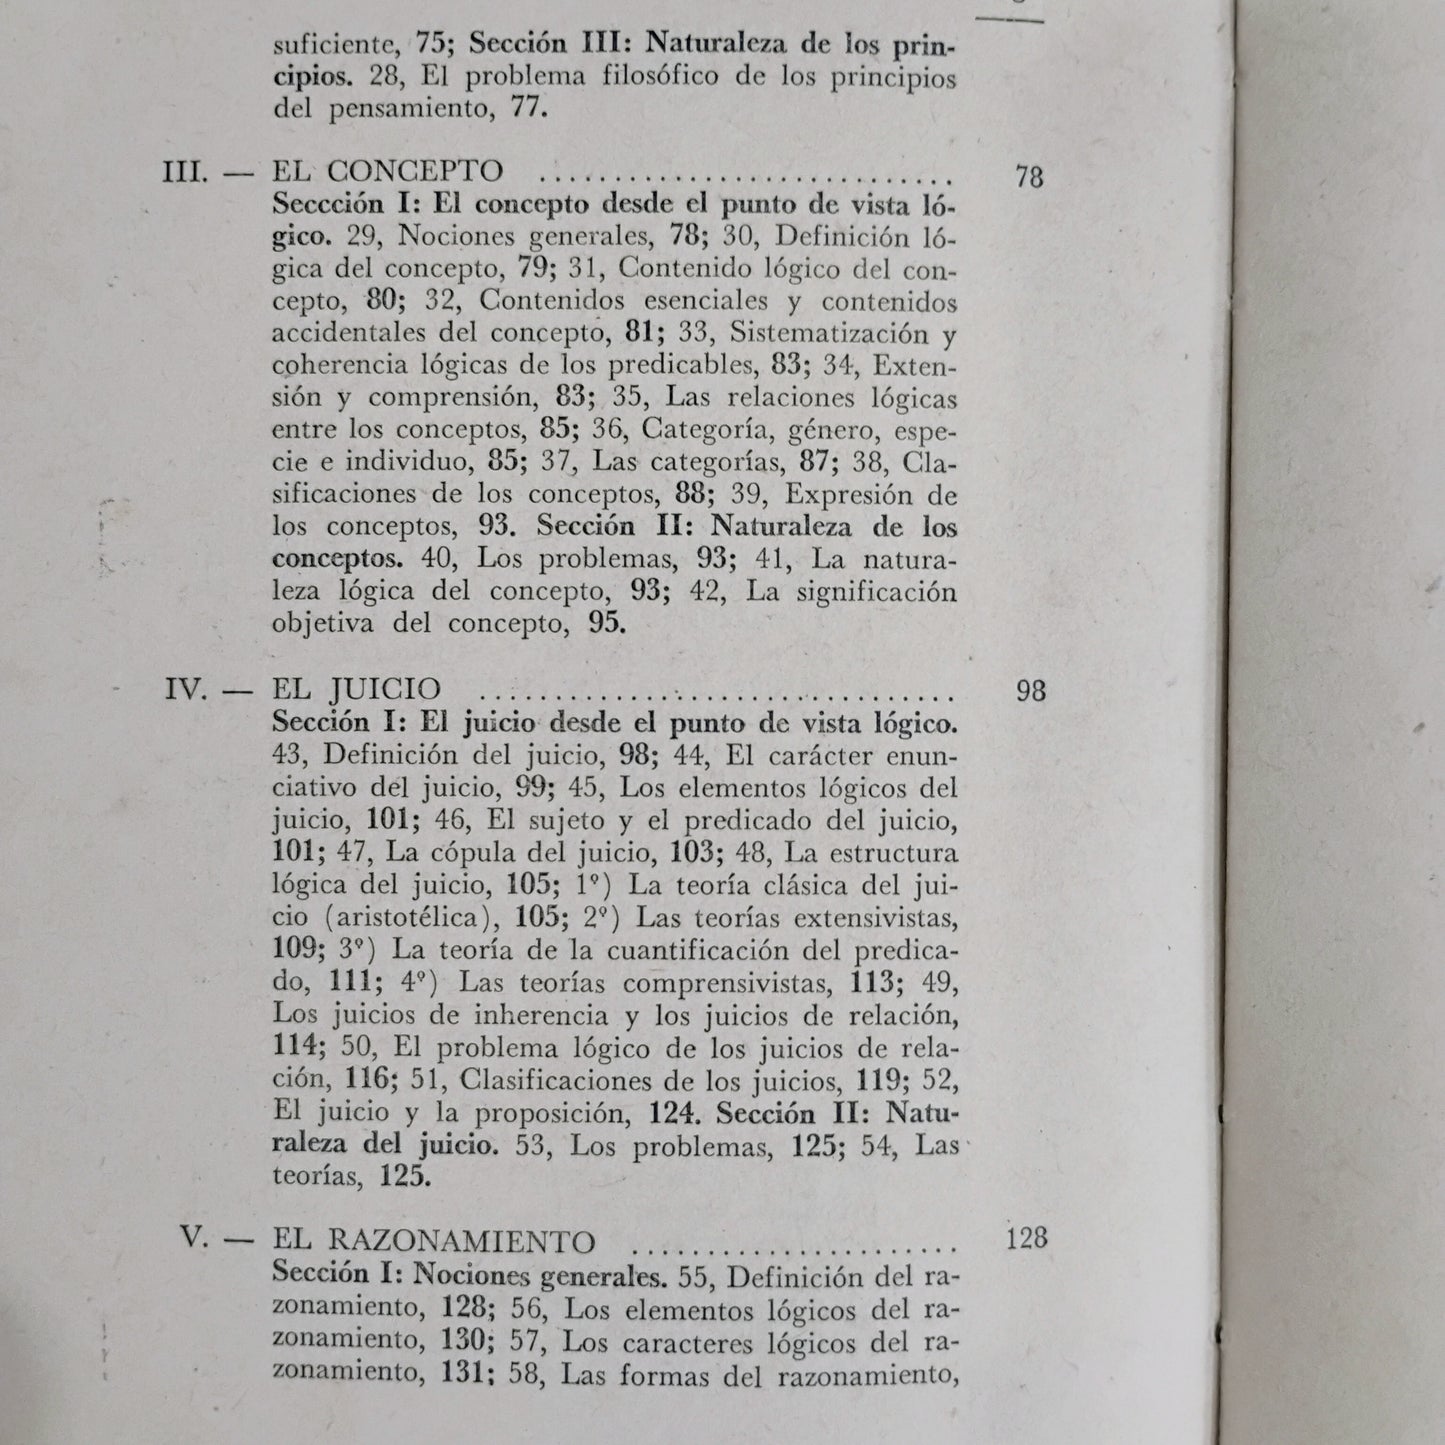 suficiente, 75; Sección III: Naturaleza de los prin-
cipios. 28, El problema filosófico de los principios
del pensamiento, 77.
III. — EL CONCEPTO ............................ 78
Seccción I: El concepto desde el punto de vista ló-
gico. 29, Nociones generales, 78; 30, Definición ló-
gica del concepto, 79; 31, Contenido lógico del con-
cepto, 80; 32, Contenidos esenciales y contenidos
accidentales del concepto, 81; 33, Sistematización y
coherencia lógicas de los predicables, 83; 34, Exten-
sión y comprensión, 83; 35, Las relaciones lógicas
entre los conceptos, 85; 36, Categoría, género, espe-
cie e individuo, 85; 37, Las categorías, 87; 38, Cla-
sificaciones de los conceptos, 88; 39, Expresión de
los conceptos, 93. Sección II: Naturaleza de los
conceptos. 40, Los problemas, 93; 41, La natura-
leza lógica del concepto, 93; 42, La significación
objetiva del concepto, 95.
IV. — EL JUICIO ................................ 98
Sección I: El juicio desde el punto de vista lógico.
43, Definición del juicio, 98; 44, El carácter enun-
ciativo del juicio, 99; 45, Los elementos lógicos del
juicio, 101; 46, El sujeto y el predicado del juicio,
101; 47, La cópula del juicio, 103; 48, La estructura
lógica del juicio, 105; 1º) La teoría clásica del jui-
cio (aristotélica), 105; 2º) Las teorías extensivistas,
109; 3º) La teoría de la cuantificación del predica-
do, 111; 4º) Las teorías comprensivistas, 113; 49,
Los juicios de inherencia y los juicios de relación,
114; 50, El problema lógico de los juicios de rela-
ción, 116; 51, Clasificaciones de los juicios, 119; 52,
El juicio y la proposición, 124. Sección II: Natu-
raleza del juicio. 53, Los problemas, 125; 54, Las
teorías, 125.
V. — EL RAZONAMIENTO ...................... 128
Sección I: Nociones generales. 55, Definición del ra-
zonamiento, 128; 56, Los elementos lógicos del ra-
zonamiento, 130; 57, Los caracteres lógicos del ra-
zonamiento, 131; 58, Las formas del razonamiento,